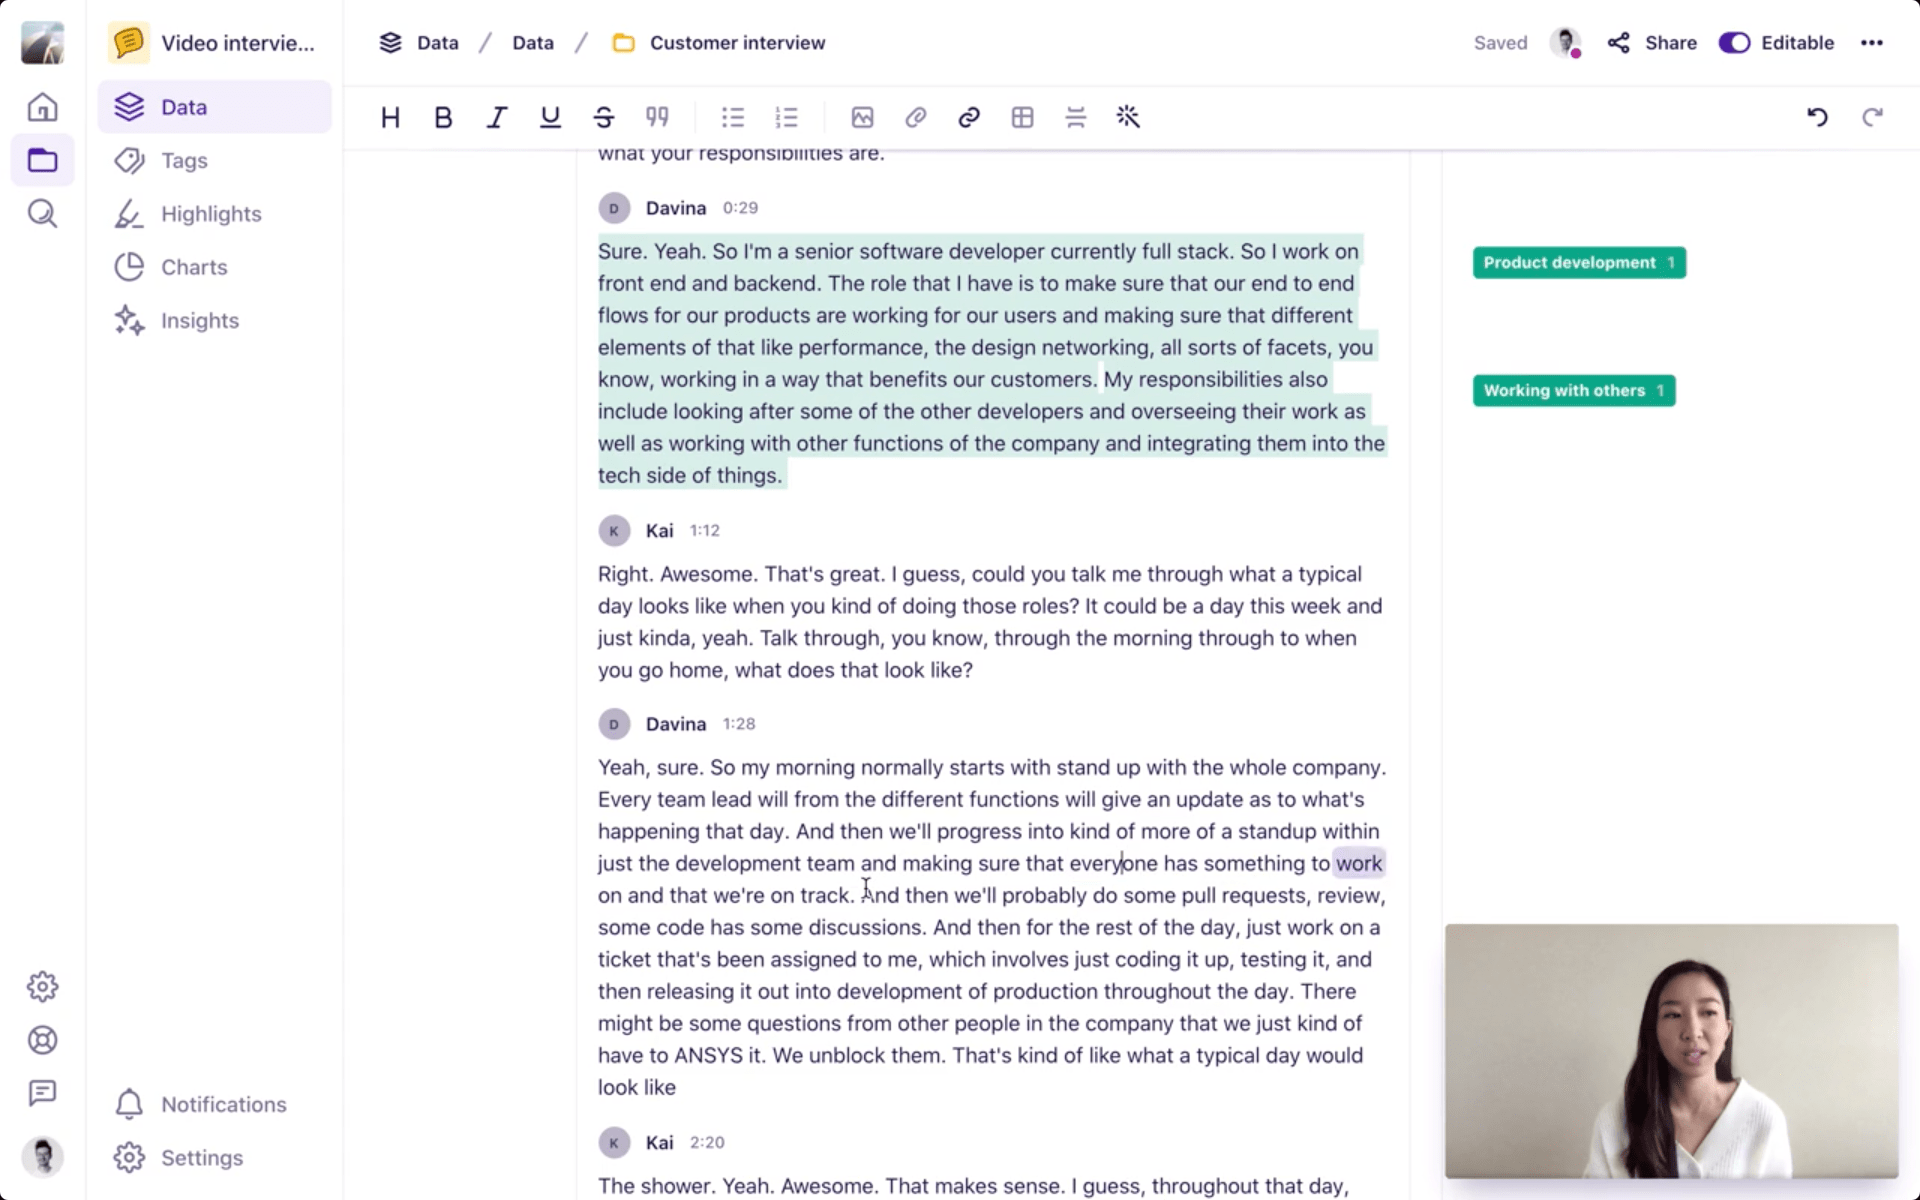 Video intervie...
Data
Tags
Highlights
Charts
Insights
Notifications
Settings
Data / Data / Customer interview
Saved
Share
Editable
H B I U S
what your responsibilities are.
D Davina 0:29
Sure. Yeah. So I'm a senior software developer currently full stack. So I work on
front end and backend. The role that I have is to make sure that our end to end
flows for our products are working for our users and making sure that different
elements of that like performance, the design networking, all sorts of facets, you
know, working in a way that benefits our customers. My responsibilities also
include looking after some of the other developers and overseeing their work as
well as working with other functions of the company and integrating them into the
tech side of things.
K Kai 1:12
Right. Awesome. That's great. I guess, could you talk me through what a typical
day looks like when you kind of doing those roles? It could be a day this week and
just kinda, yeah. Talk through, you know, through the morning through to when
you go home, what does that look like?
D Davina 1:28
Yeah, sure. So my morning normally starts with stand up with the whole company.
Every team lead will from the different functions will give an update as to what's
happening that day. And then we'll progress into kind of more of a standup within
just the development team and making sure that everyone has something to work
on and that we're on track. And then we'll probably do some pull requests, review,
some code has some discussions. And then for the rest of the day, just work on a
ticket that's been assigned to me, which involves just coding it up, testing it, and
then releasing it out into development of production throughout the day. There
might be some questions from other people in the company that we just kind of
have to ANSYS it. We unblock them. That's kind of like what a typical day would
look like
K Kai 2:20
The shower. Yeah. Awesome. That makes sense. I guess, throughout that day,
Product development 1
Working with others 1